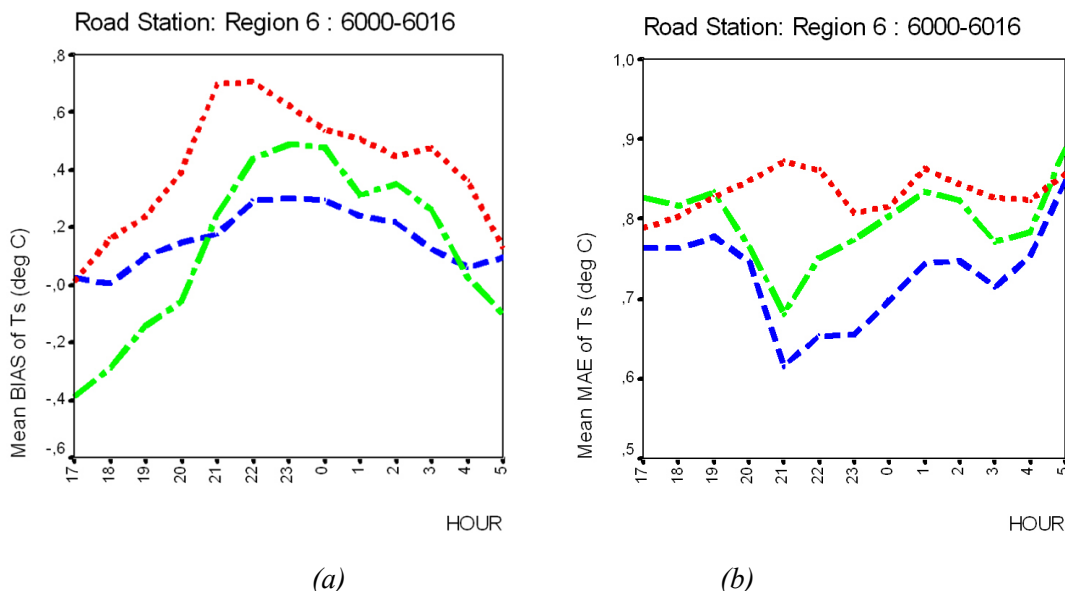 Road Station: Region 6 : 6000-6016
,8
,6
,4
,2
-,0
-,2
-,4
-,6
Mean BIAS of Ts (deg C)
17 18 19 20 21 22 23 0 1 2 3 4 5
HOUR
(a)
Road Station: Region 6 : 6000-6016
1,0
,9
,8
,7
,6
,5
Mean MAE of Ts (deg C)
17 18 19 20 21 22 23 0 1 2 3 4 5
HOUR
(b)